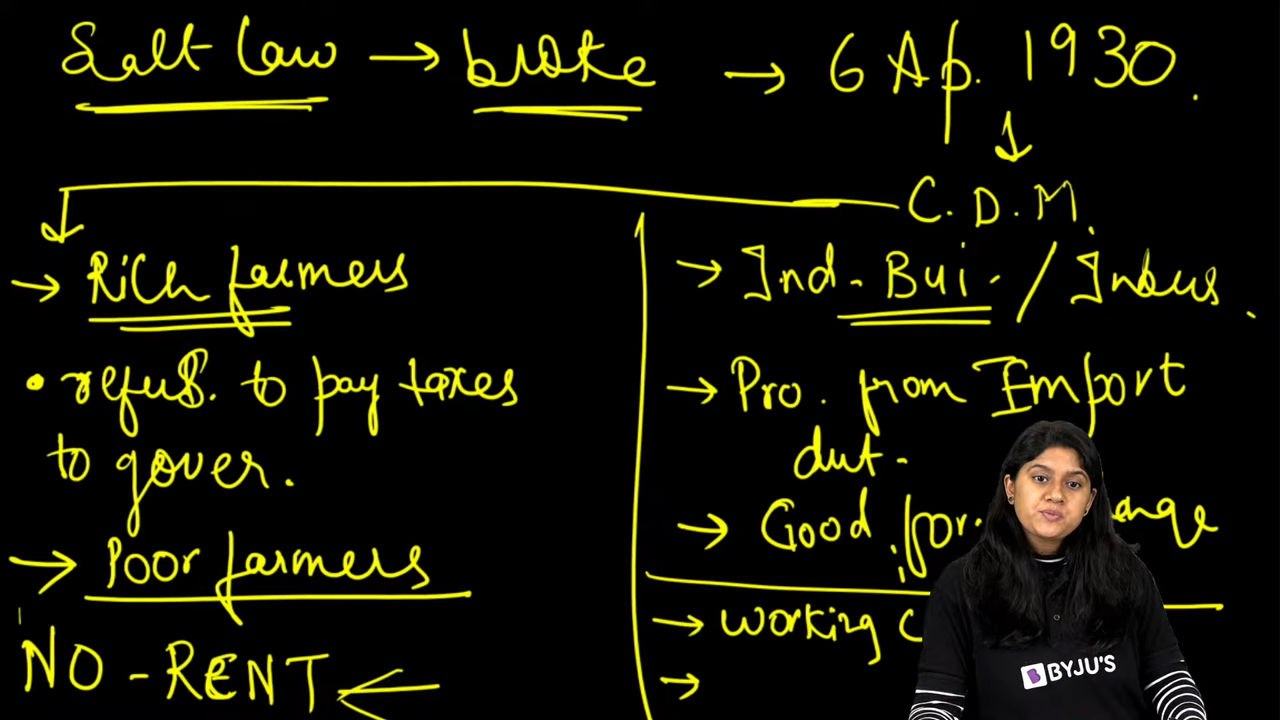 Salt law → broke → 6 Ap. 1930.
↓
C.D.M.
→ Rich farmers
• refus. to pay taxes
to gover.
→ Poor farmers
NO-RENT
→ Ind. Bui. / Indus.
→ Pro. from Import
dut.
→ Good for.
→ working
→
BYJU'S